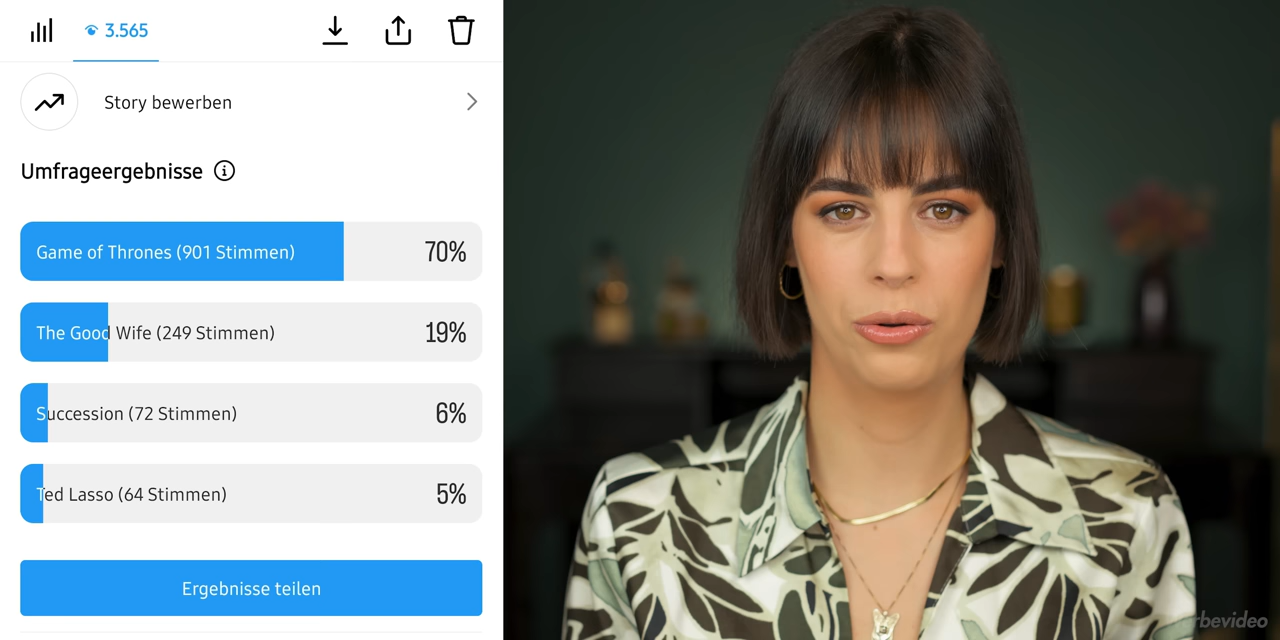 3.565
Story bewerben
Umfrageergebnisse
Game of Thrones (901 Stimmen) 70%
The Good Wife (249 Stimmen) 19%
Succession (72 Stimmen) 6%
Ted Lasso (64 Stimmen) 5%
Ergebnisse teilen